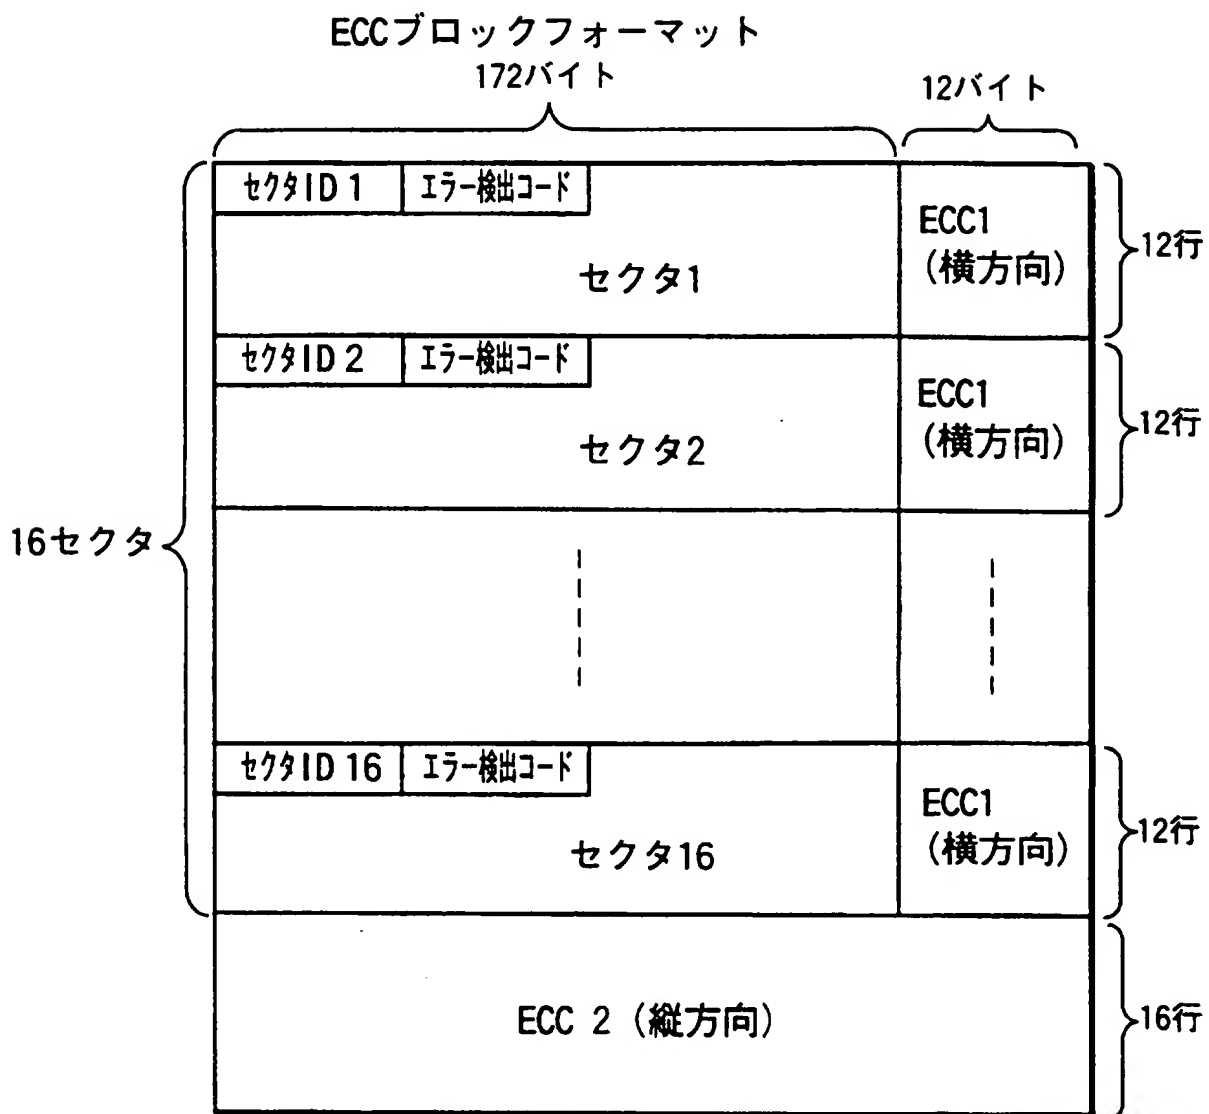 ECCブロックフォーマット
172バイト
12バイト
セクタID 1
エラー検出コード
ECC1
(横方向)
12行
セクタ1
セクタID 2
エラー検出コード
ECC1
(横方向)
12行
セクタ2
16セクタ
セクタID 16
エラー検出コード
ECC1
(横方向)
12行
セクタ16
ECC 2 (縦方向)
16行